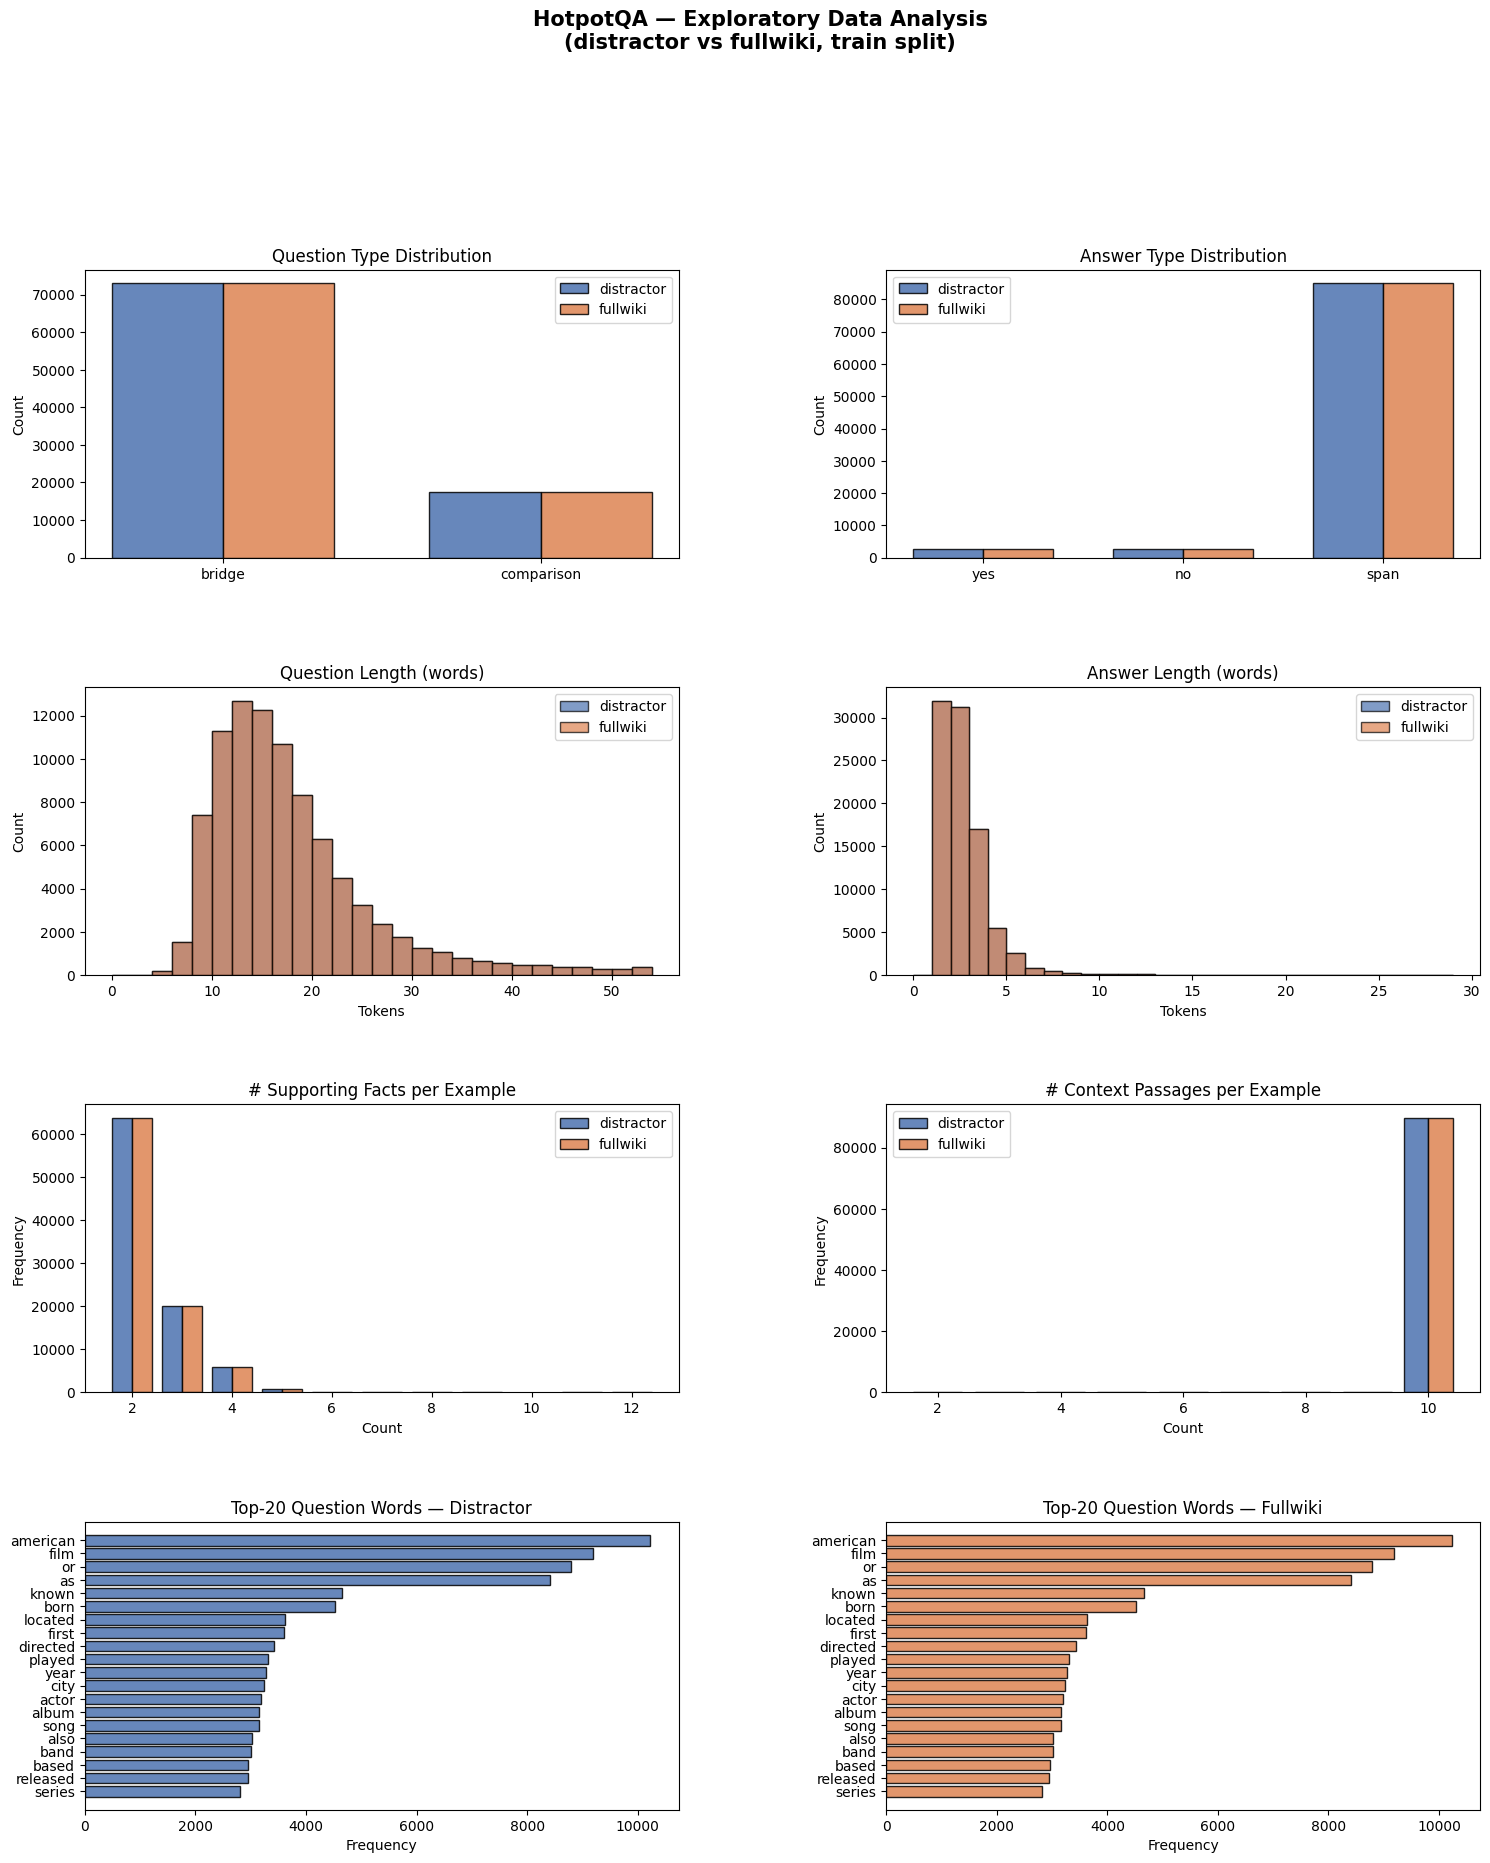 HotpotQA — Exploratory Data Analysis
(distractor vs fullwiki, train split)
Question Type Distribution
distractor
fullwiki
Count
70000
60000
50000
40000
30000
20000
10000
0
bridge
comparison
Answer Type Distribution
distractor
fullwiki
Count
80000
70000
60000
50000
40000
30000
20000
10000
0
yes
no
span
Question Length (words)
distractor
fullwiki
Count
12000
10000
8000
6000
4000
2000
0
0
10
20
30
40
50
Tokens
Answer Length (words)
distractor
fullwiki
Count
30000
25000
20000
15000
10000
5000
0
0
5
10
15
20
25
30
Tokens
# Supporting Facts per Example
distractor
fullwiki
Frequency
60000
50000
40000
30000
20000
10000
0
2
4
6
8
10
12
Count
# Context Passages per Example
distractor
fullwiki
Frequency
80000
60000
40000
20000
0
2
4
6
8
10
Count
Top-20 Question Words — Distractor
american
film
or
as
known
born
located
first
directed
played
year
city
actor
album
song
also
band
based
released
series
0
2000
4000
6000
8000
10000
Frequency
Top-20 Question Words — Fullwiki
american
film
or
as
known
born
located
first
directed
played
year
city
actor
album
song
also
band
based
released
series
0
2000
4000
6000
8000
10000
Frequency